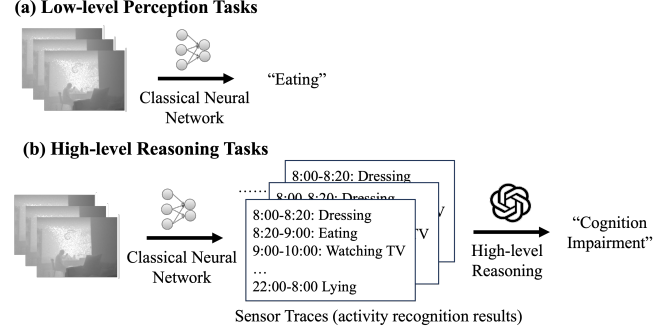 (a) Low-level Perception Tasks
“Eating”
Classical Neural
Network
(b) High-level Reasoning Tasks
8:00-8:20: Dressing
......
8:00-8:20: Dressing
V
TV
8:00-8:20: Dressing
8:20-9:00: Eating
9:00-10:00: Watching TV
...
22:00-8:00 Lying
Classical Neural
Network
High-level
Reasoning
“Cognition
Impairment”
Sensor Traces (activity recognition results)